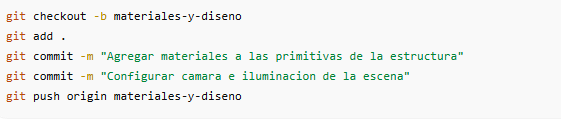 git checkout -b materiales-y-diseno
git add .
git commit -m "Agregar materiales a las primitivas de la estructura"
git commit -m "Configurar camara e iluminacion de la escena"
git push origin materiales-y-diseno